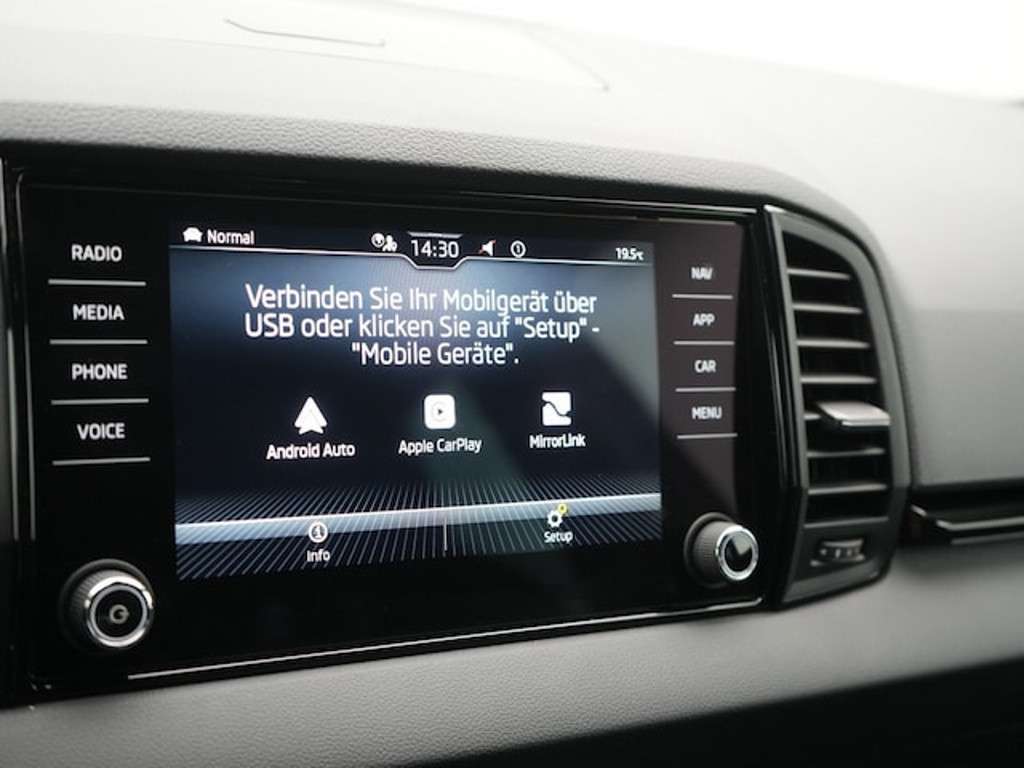 Normal
14:30
19.5°C
RADIO
MEDIA
PHONE
VOICE
Verbinden Sie Ihr Mobilgerät über
USB oder klicken Sie auf "Setup" -
"Mobile Geräte".
Android Auto
Apple CarPlay
MirrorLink
Info
Setup
NAV
APP
CAR
MENU